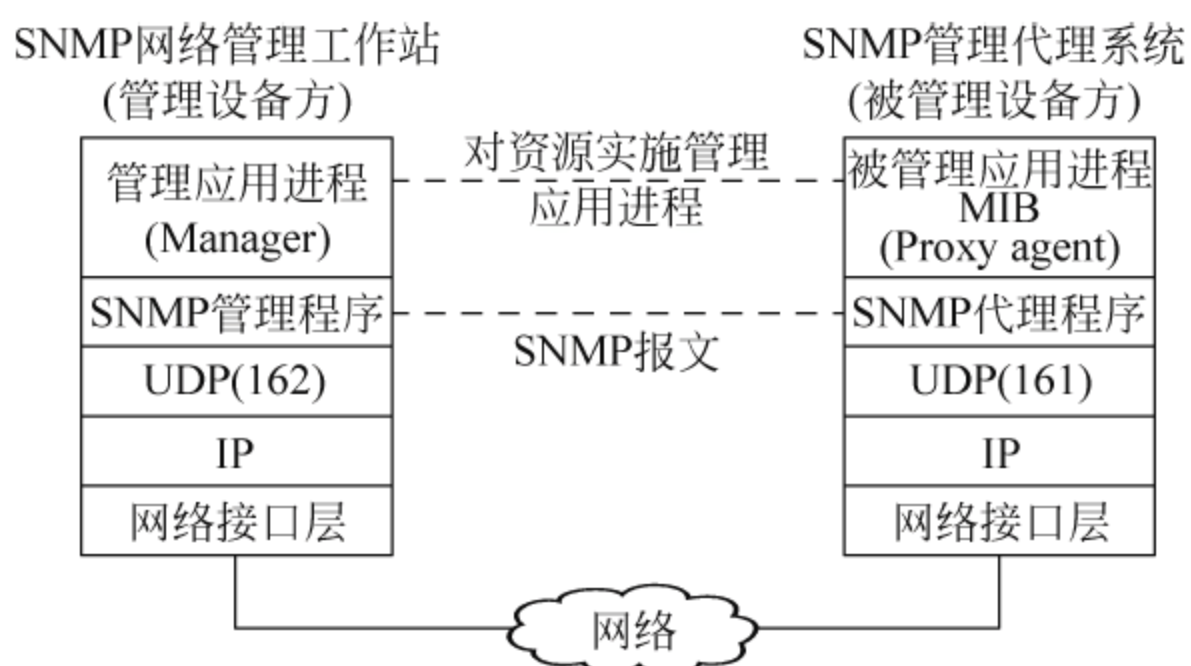 SNMP网络管理工作站
(管理设备方)
SNMP管理代理系统
(被管理设备方)
管理应用进程
(Manager)
对资源实施管理
应用进程
被管理应用进程
MIB
(Proxy agent)
SNMP管理程序
SNMP报文
SNMP代理程序
UDP(162)
UDP(161)
IP
IP
网络接口层
网络接口层
网络